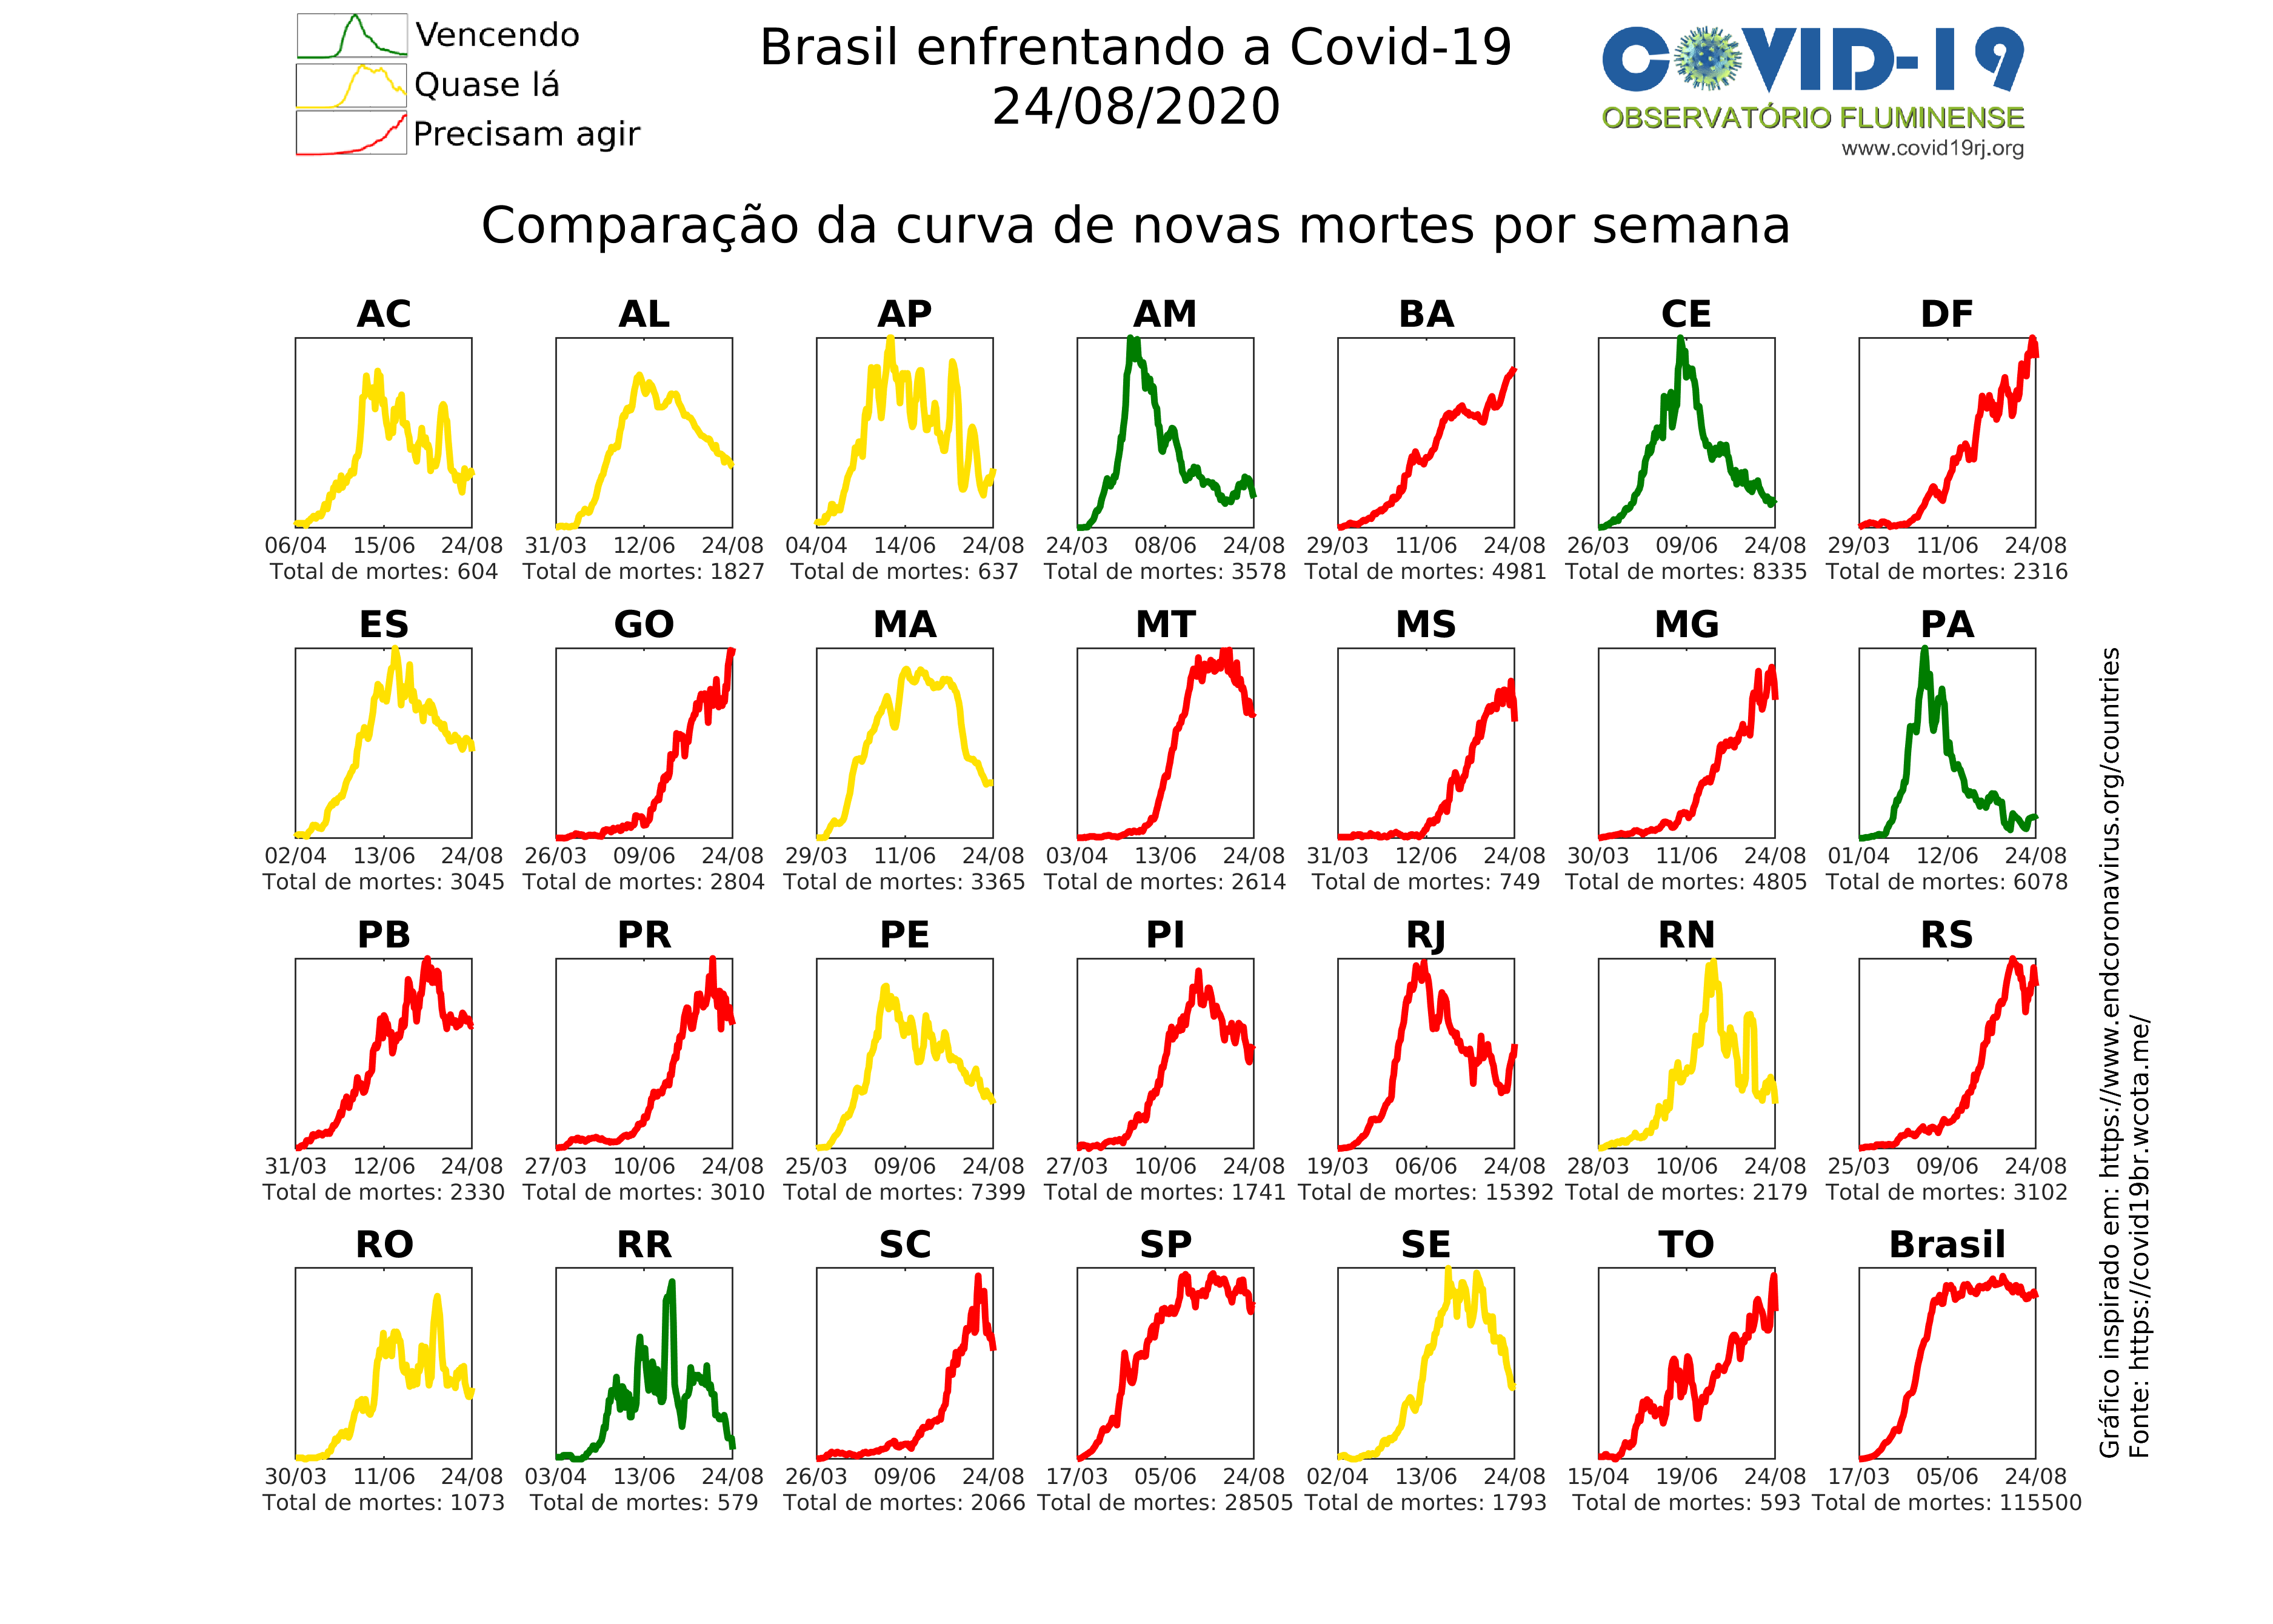 Vencendo
Quase lá
Precisam agir
Brasil enfrentando a Covid-19
24/08/2020
COVID-19
OBSERVATÓRIO FLUMINENSE
www.covid19rj.org
Comparação da curva de novas mortes por semana
AC AL AP AM BA CE DF
06/04 15/06 24/08 31/03 12/06 24/08 04/04 14/06 24/08 24/03 08/06 24/08 29/03 11/06 24/08 26/03 09/06 24/08 29/03 11/06 24/08
Total de mortes: 604 Total de mortes: 1827 Total de mortes: 637 Total de mortes: 3578 Total de mortes: 4981 Total de mortes: 8335 Total de mortes: 2316
ES GO MA MT MS MG PA
02/04 13/06 24/08 26/03 09/06 24/08 29/03 11/06 24/08 03/04 13/06 24/08 31/03 12/06 24/08 30/03 11/06 24/08 01/04 12/06 24/08
Total de mortes: 3045 Total de mortes: 2804 Total de mortes: 3365 Total de mortes: 2614 Total de mortes: 749 Total de mortes: 4805 Total de mortes: 6078
PB PR PE PI RJ RN RS
31/03 12/06 24/08 27/03 10/06 24/08 25/03 09/06 24/08 27/03 10/06 24/08 19/03 06/06 24/08 28/03 10/06 24/08 25/03 09/06 24/08
Total de mortes: 2330 Total de mortes: 3010 Total de mortes: 7399 Total de mortes: 1741 Total de mortes: 15392 Total de mortes: 2179 Total de mortes: 3102
RO RR SC SP SE TO Brasil
30/03 11/06 24/08 03/04 13/06 24/08 26/03 09/06 24/08 17/03 05/06 24/08 02/04 13/06 24/08 15/04 19/06 24/08 17/03 05/06 24/08
Total de mortes: 1073 Total de mortes: 579 Total de mortes: 2066 Total de mortes: 28505 Total de mortes: 1793 Total de mortes: 593 Total de mortes: 115500
Gráfico inspirado em: https://www.endcoronavirus.org/countries
Fonte: https://covid19br.wcota.me/